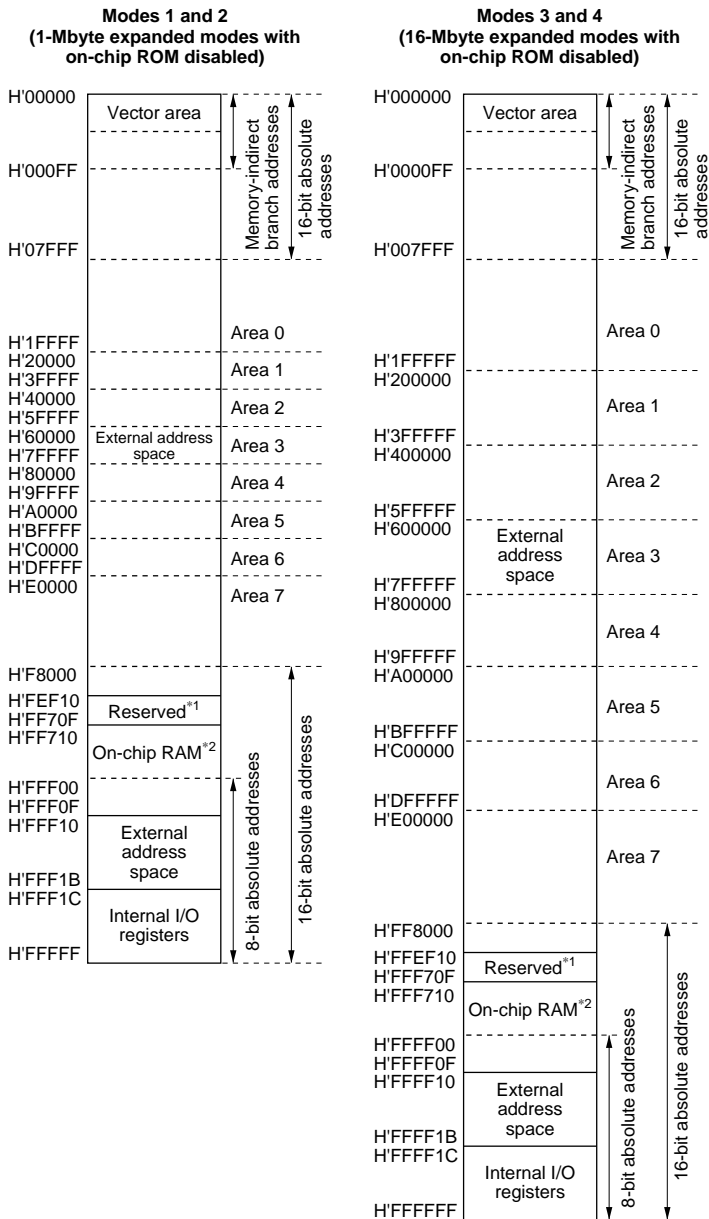 Modes 1 and 2
(1-Mbyte expanded modes with
on-chip ROM disabled)
H'00000
Vector area
H'000FF
Memory-indirect
branch addresses
16-bit absolute
addresses
H'07FFF
Area 0
H'1FFFF
H'20000
Area 1
H'3FFFF
H'40000
Area 2
H'5FFFF
H'60000
External address
space
Area 3
H'7FFFF
H'80000
Area 4
H'9FFFF
H'A0000
Area 5
H'BFFFF
H'C0000
Area 6
H'DFFFF
H'E0000
Area 7
H'F8000
H'FEF10
Reserved*1
H'FF70F
H'FF710
On-chip RAM*2
H'FFF00
H'FFF0F
H'FFF10
External
address
space
H'FFF1B
H'FFF1C
Internal I/O
registers
H'FFFFF
8-bit absolute addresses
16-bit absolute addresses
Modes 3 and 4
(16-Mbyte expanded modes with
on-chip ROM disabled)
H'000000
Vector area
H'0000FF
Memory-indirect
branch addresses
16-bit absolute
addresses
H'007FFF
Area 0
H'1FFFFF
H'200000
Area 1
H'3FFFFF
H'400000
Area 2
H'5FFFFF
H'600000
External
address
space
Area 3
H'7FFFFF
H'800000
Area 4
H'9FFFFF
H'A00000
Area 5
H'BFFFFF
H'C00000
Area 6
H'DFFFFF
H'E00000
Area 7
H'FF8000
H'FFEF10
Reserved*1
H'FFF70F
H'FFF710
On-chip RAM*2
H'FFFF00
H'FFFF0F
H'FFFF10
External
address
space
H'FFFF1B
H'FFFF1C
Internal I/O
registers
H'FFFFFF
8-bit absolute addresses
16-bit absolute addresses